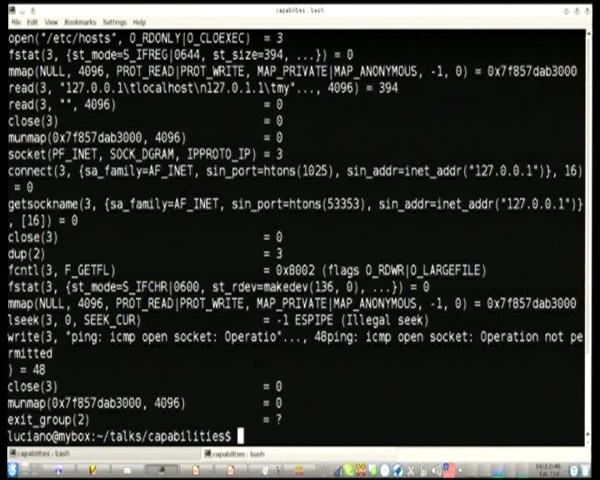 capabilities : bash
File Edit View Bookmarks Settings Help
open("/etc/hosts", O_RDONLY|O_CLOEXEC) = 3
fstat(3, {st_mode=S_IFREG|0644, st_size=394, ...}) = 0
mmap(NULL, 4096, PROT_READ|PROT_WRITE, MAP_PRIVATE|MAP_ANONYMOUS, -1, 0) = 0x7f857dab3000
read(3, "127.0.0.1\tlocalhost\n127.0.1.1\tmy"..., 4096) = 394
read(3, "", 4096) = 0
close(3) = 0
munmap(0x7f857dab3000, 4096) = 0
socket(PF_INET, SOCK_DGRAM, IPPROTO_IP) = 3
connect(3, {sa_family=AF_INET, sin_port=htons(1025), sin_addr=inet_addr("127.0.0.1")}, 16)
= 0
getsockname(3, {sa_family=AF_INET, sin_port=htons(53353), sin_addr=inet_addr("127.0.0.1")}
, [16]) = 0
close(3) = 0
dup(2) = 3
fcntl(3, F_GETFL) = 0x8002 (flags O_RDWR|O_LARGEFILE)
fstat(3, {st_mode=S_IFCHR|0600, st_rdev=makedev(136, 0), ...}) = 0
mmap(NULL, 4096, PROT_READ|PROT_WRITE, MAP_PRIVATE|MAP_ANONYMOUS, -1, 0) = 0x7f857dab3000
lseek(3, 0, SEEK_CUR) = -1 ESPIPE (Illegal seek)
write(3, "ping: icmp open socket: Operatio"..., 48ping: icmp open socket: Operation not pe
rmitted
) = 48
close(3) = 0
munmap(0x7f857dab3000, 4096) = 0
exit_group(2) = ?
luciano@mybox:~/talks/capabilities$
capabilities : bash capabilities : bash